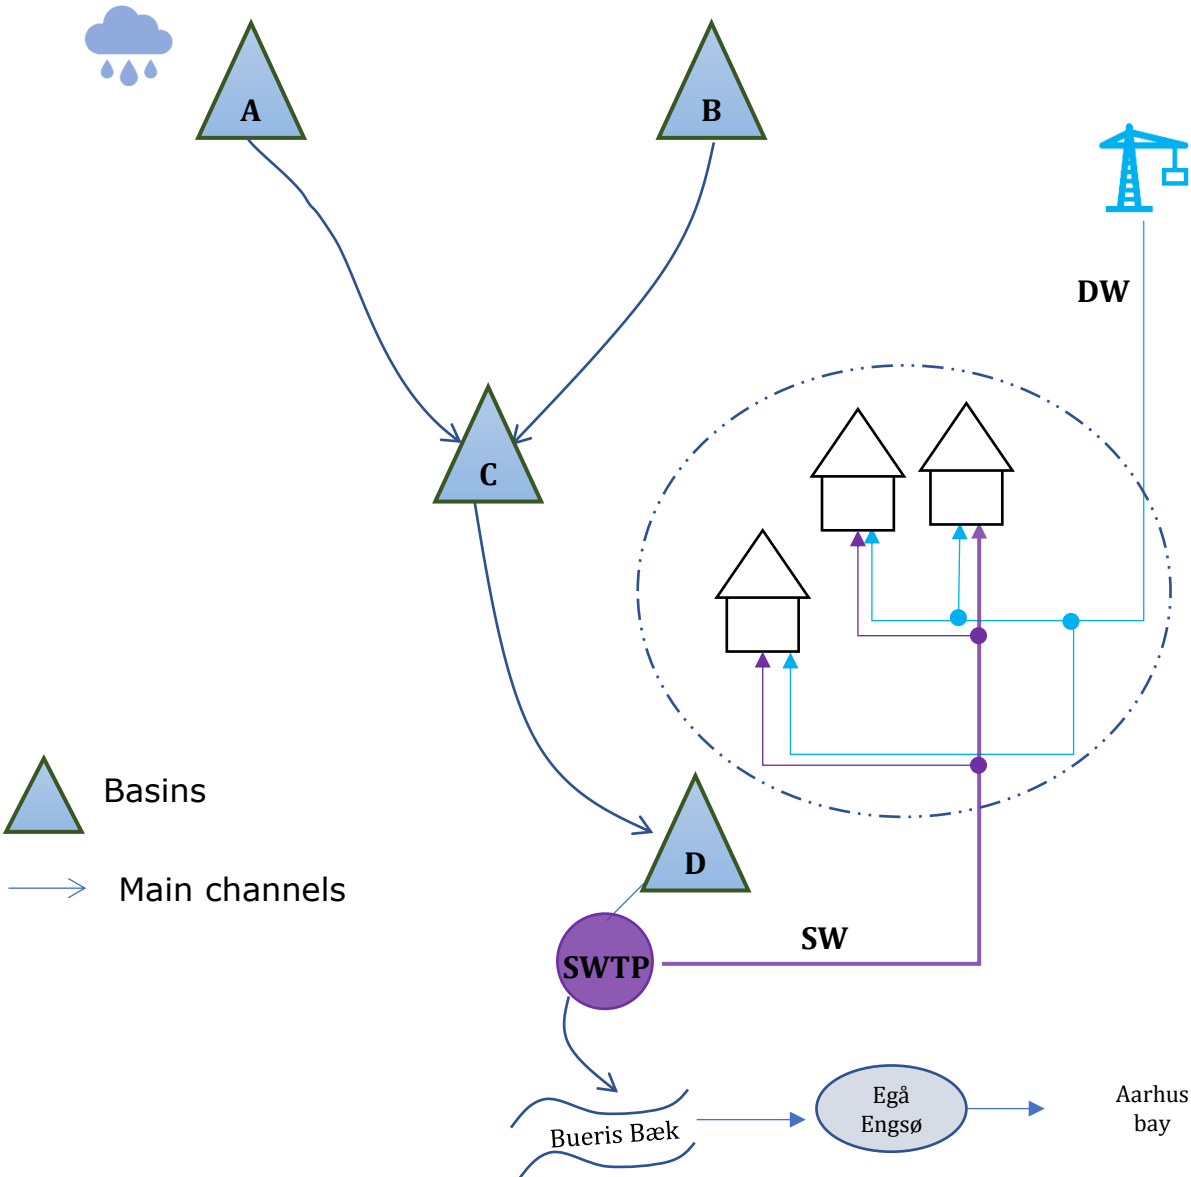 A
B
DW
C
Basins
D
Main channels
SW
SWTP
Egå
Engsø
Aarhus
bay
Bueris Bæk